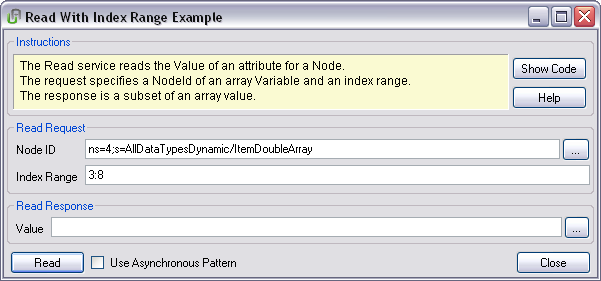 Read With Index Range Example
Instructions
The Read service reads the Value of an attribute for a Node.
The request specifies a NodeId of an array Variable and an index range.
The response is a subset of an array value.
Show Code
Help
Read Request
Node ID ns=4;s=AllDataTypesDynamic/ItemDoubleArray ...
Index Range 3:8
Read Response
Value ...
Read Use Asynchronous Pattern Close